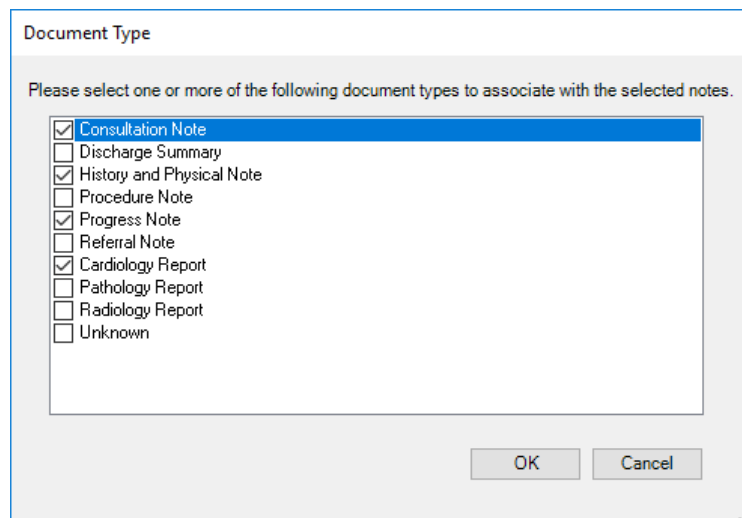 Document Type
Please select one or more of the following document types to associate with the selected notes.
Consultation Note
Discharge Summary
History and Physical Note
Procedure Note
Progress Note
Referral Note
Cardiology Report
Pathology Report
Radiology Report
Unknown
OK
Cancel